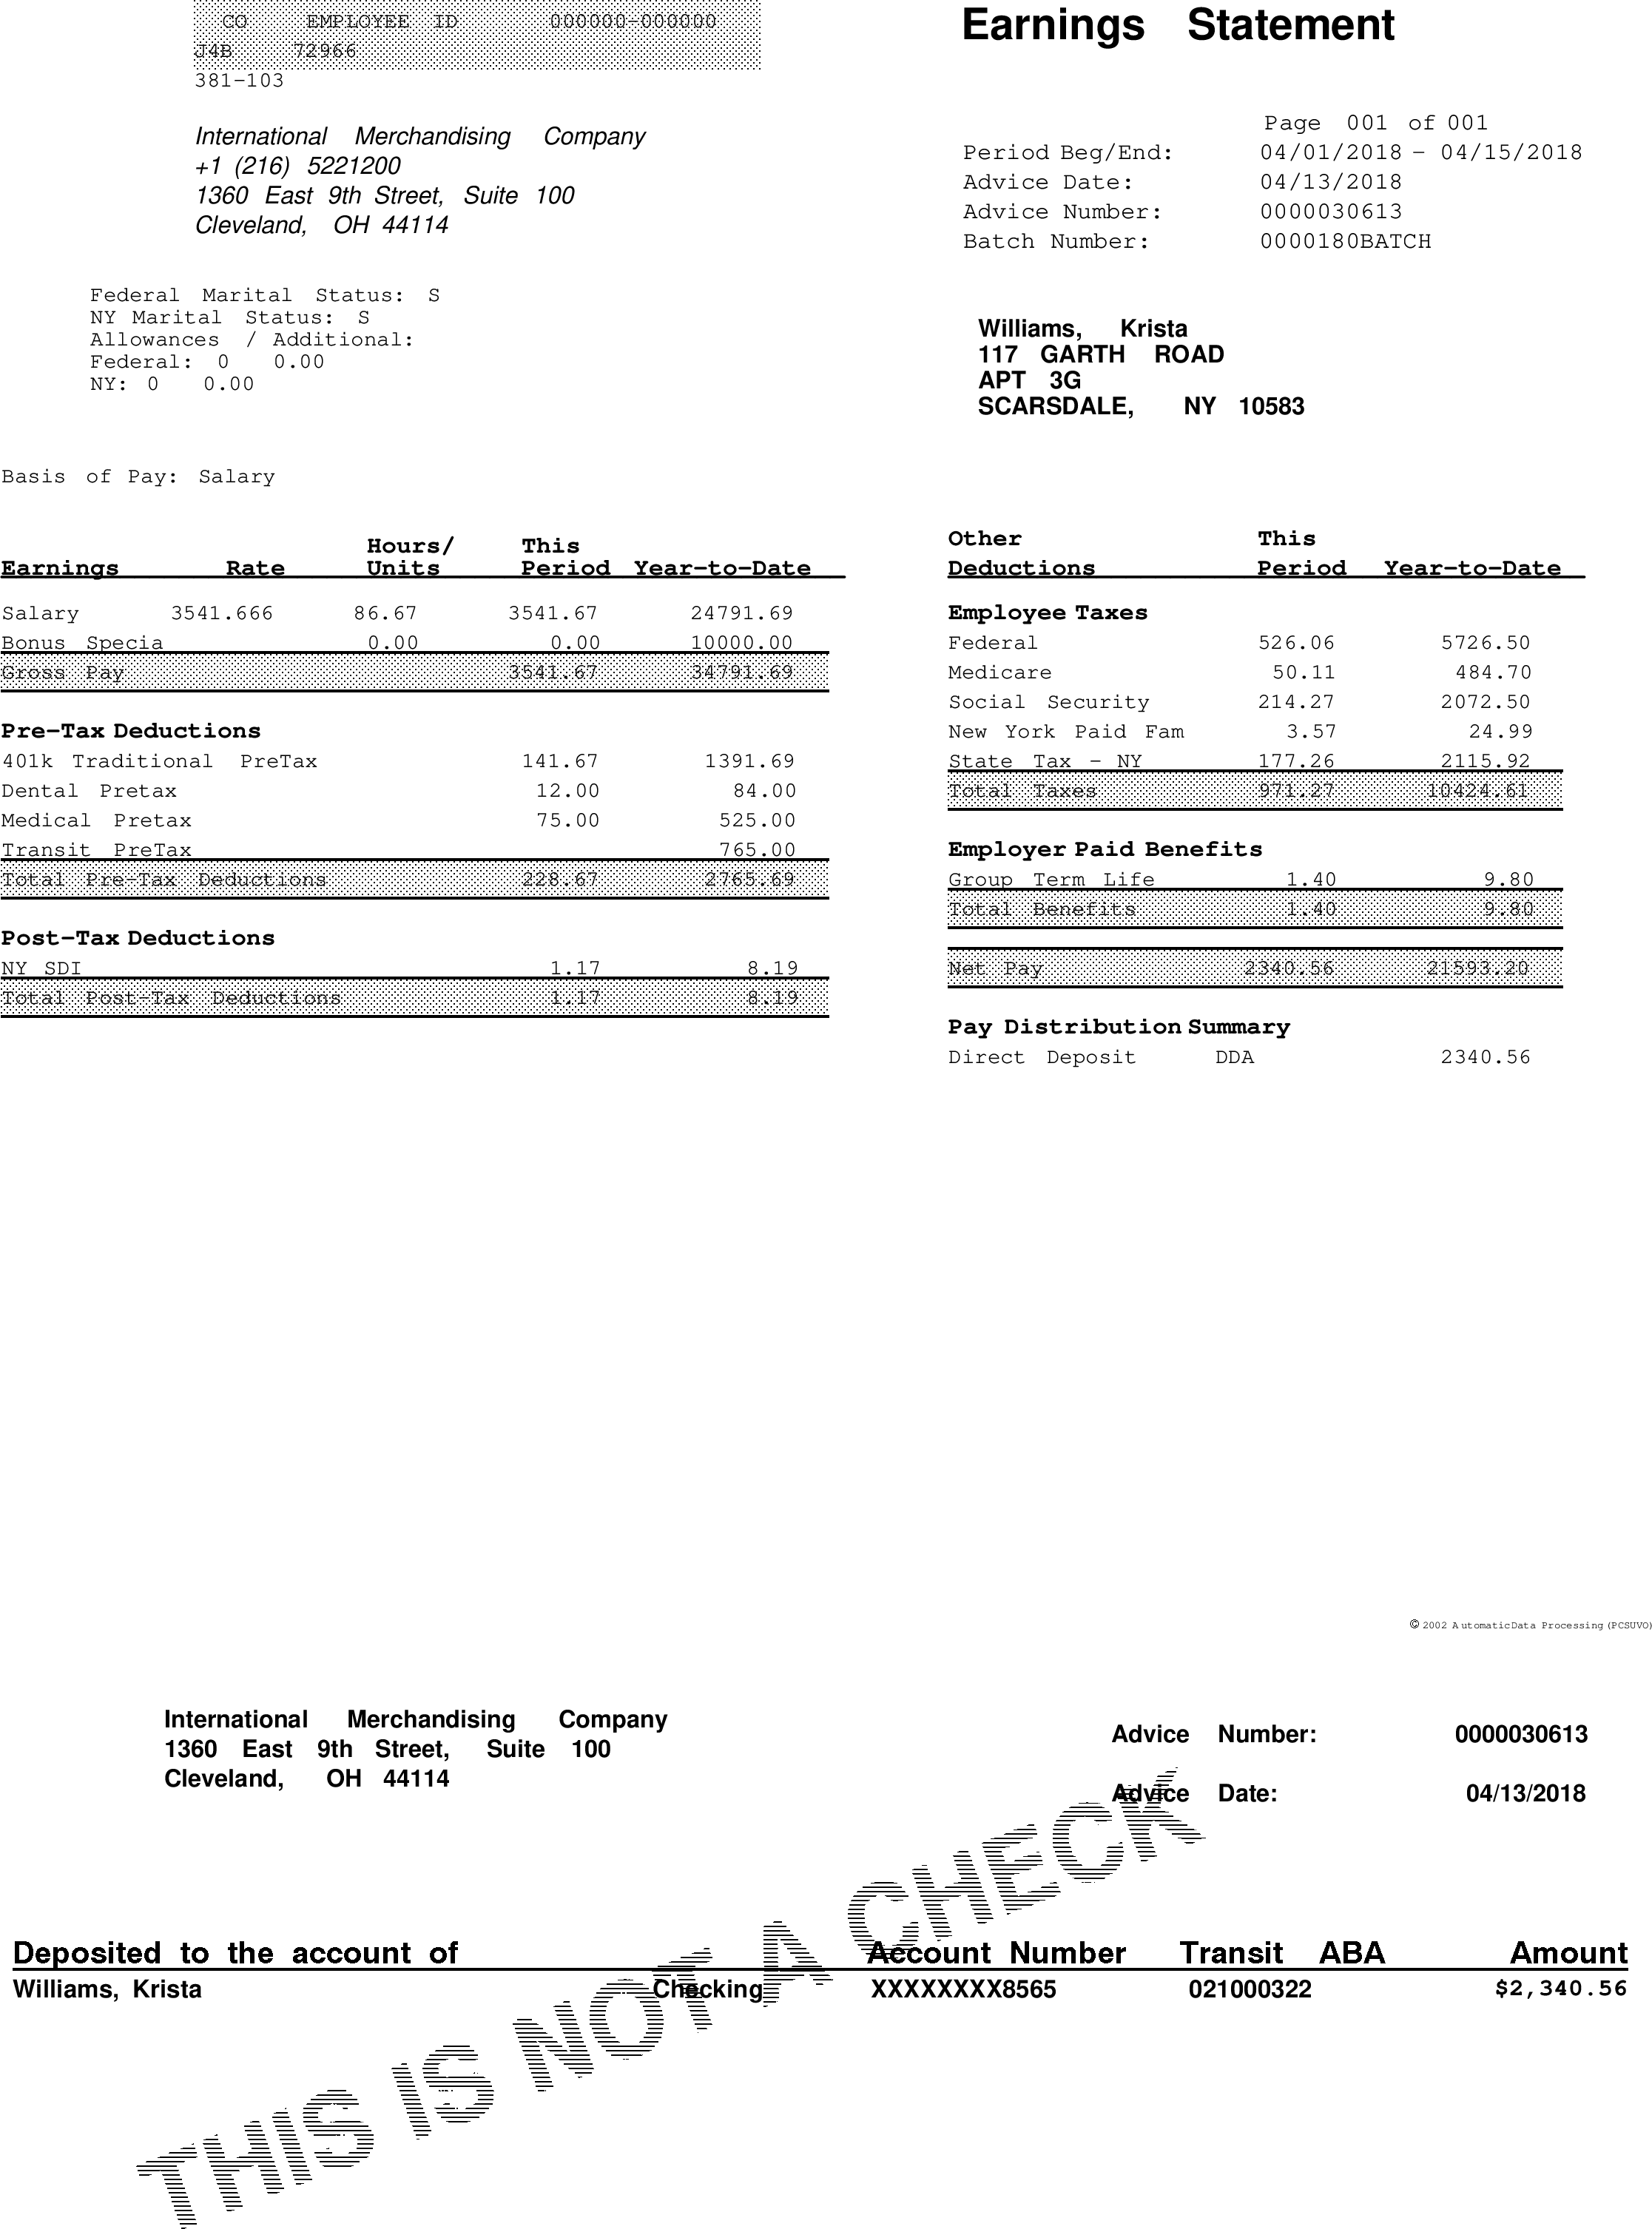 CO EMPLOYEE ID 000000-000000
J4B 72966
381-103
Earnings Statement
International Merchandising Company
+1 (216) 5221200
1360 East 9th Street, Suite 100
Cleveland, OH 44114
Page 001 of 001
Period Beg/End: 04/01/2018 - 04/15/2018
Advice Date: 04/13/2018
Advice Number: 0000030613
Batch Number: 0000180BATCH
Federal Marital Status: S
NY Marital Status: S
Allowances / Additional:
Federal: 0 0.00
NY: 0 0.00
Williams, Krista
117 GARTH ROAD
APT 3G
SCARSDALE, NY 10583
Basis of Pay: Salary
Hours/ This
Earnings Rate Units Period Year-to-Date
Salary 3541.666 86.67 3541.67 24791.69
Bonus Specia 0.00 0.00 10000.00
Gross Pay 3541.67 34791.69
Pre-Tax Deductions
401k Traditional PreTax 141.67 1391.69
Dental Pretax 12.00 84.00
Medical Pretax 75.00 525.00
Transit PreTax 765.00
Total Pre-Tax Deductions 228.67 2765.69
Post-Tax Deductions
NY SDI 1.17 8.19
Total Post-Tax Deductions 1.17 8.19
Other This
Deductions Period Year-to-Date
Employee Taxes
Federal 526.06 5726.50
Medicare 50.11 484.70
Social Security 214.27 2072.50
New York Paid Fam 3.57 24.99
State Tax - NY 177.26 2115.92
Total Taxes 971.27 10424.61
Employer Paid Benefits
Group Term Life 1.40 9.80
Total Benefits 1.40 9.80
Net Pay 2340.56 21593.20
Pay Distribution Summary
Direct Deposit DDA 2340.56
© 2002 Automatic Data Processing (PCSUVO)
International Merchandising Company
1360 East 9th Street, Suite 100
Cleveland, OH 44114
Advice Number: 0000030613
Advice Date: 04/13/2018
Deposited to the account of Account Number Transit ABA Amount
Williams, Krista Checking XXXXXXXX8565 021000322 $2,340.56
THIS IS NOT A CHECK